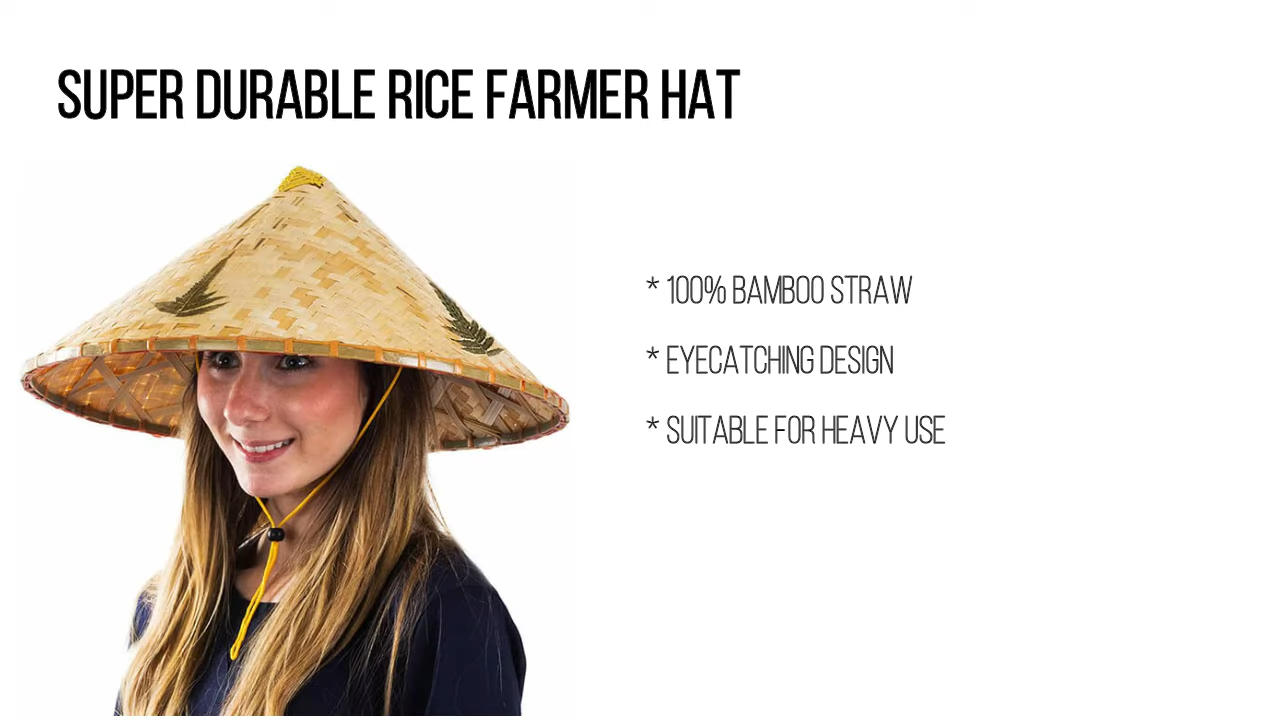 SUPER DURABLE RICE FARMER HAT
* 100% BAMBOO STRAW
* EYECATCHING DESIGN
* SUITABLE FOR HEAVY USE